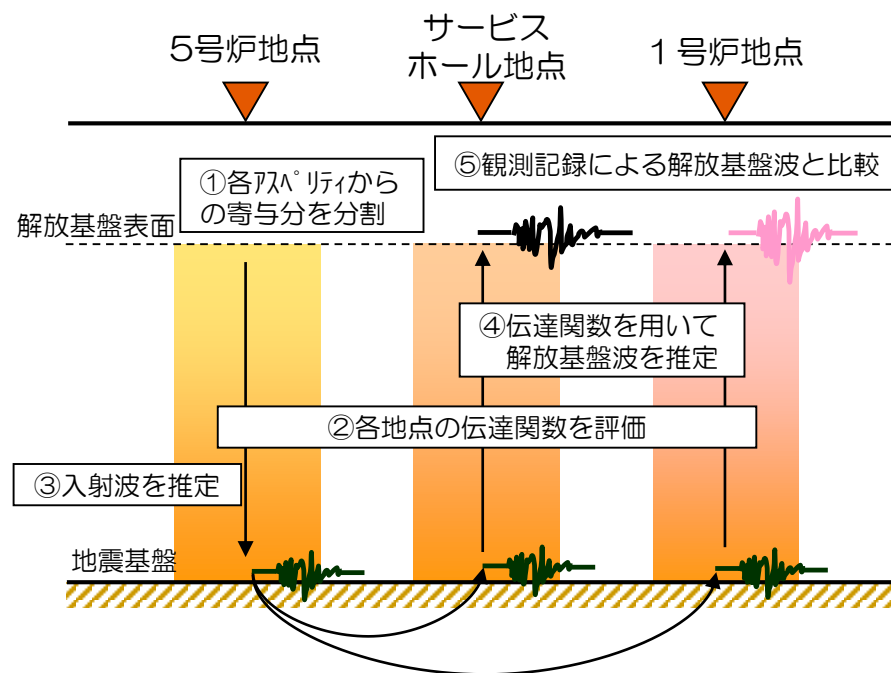 5号炉地点
サービス
ホール地点
1号炉地点
①各ｱｽﾍﾟﾘﾃｨから
の寄与分を分割
⑤観測記録による解放基盤波と比較
解放基盤表面
④伝達関数を用いて
解放基盤波を推定
②各地点の伝達関数を評価
③入射波を推定
地震基盤